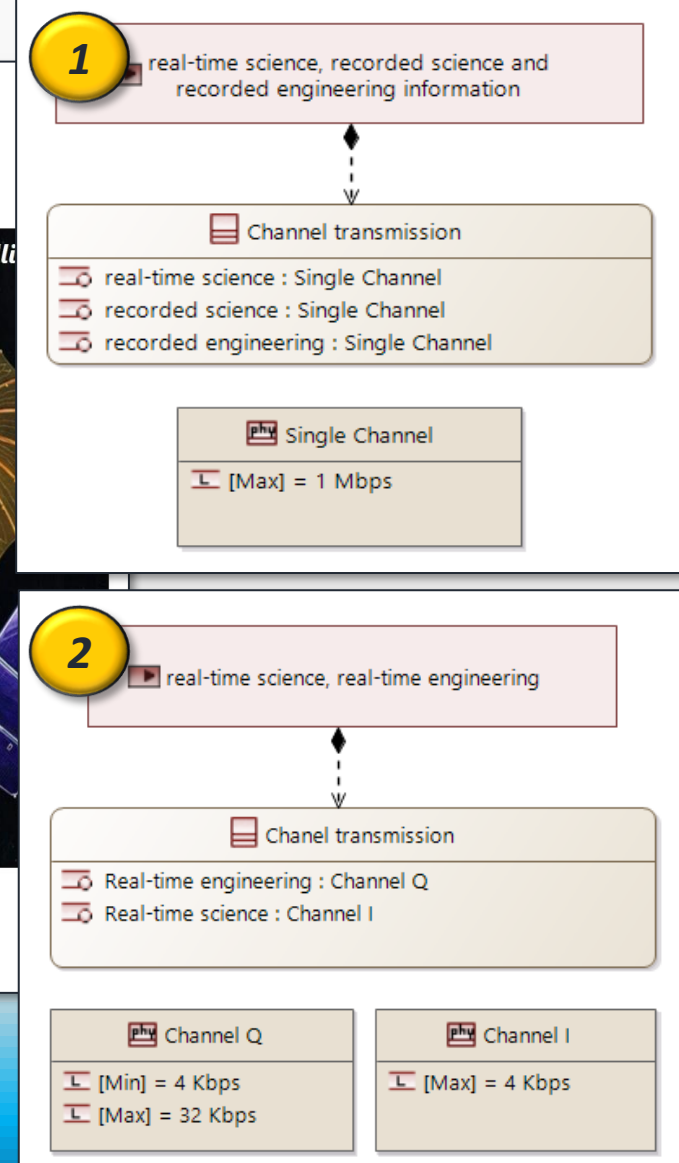 1
real-time science, recorded science and
recorded engineering information
Channel transmission
real-time science : Single Channel
recorded science : Single Channel
recorded engineering : Single Channel
phy Single Channel
L [Max] = 1 Mbps
2
real-time science, real-time engineering
Chanel transmission
Real-time engineering : Channel Q
Real-time science : Channel I
phy Channel Q
L [Min] = 4 Kbps
L [Max] = 32 Kbps
phy Channel I
L [Max] = 4 Kbps